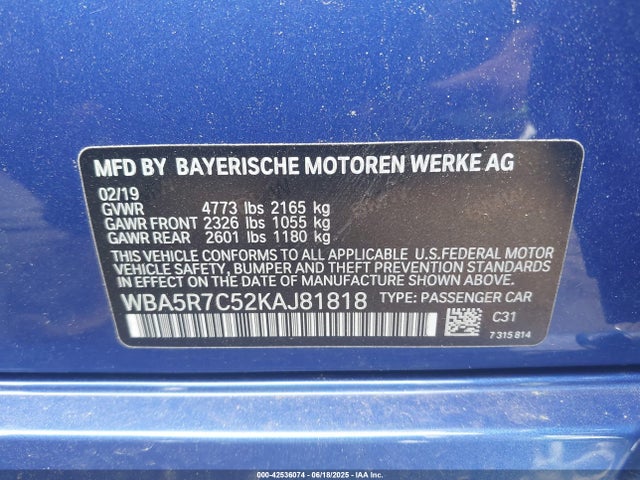 MFD BY BAYERISCHE MOTOREN WERKE AG
02/19
GVWR 4773 lbs 2165 kg
GAWR FRONT 2326 lbs 1055 kg
GAWR REAR 2601 lbs 1180 kg
THIS VEHICLE CONFORMS TO ALL APPLICABLE U.S.FEDERAL MOTOR
VEHICLE SAFETY, BUMPER AND THEFT PREVENTION STANDARDS
IN EFFECT ON THE DATE OF MANUFACTURE SHOWN ABOVE.
WBA5R7C52KAJ81818 TYPE: PASSENGER CAR
C31
7315814
000-42536074 / 06/18/2025 / IAA Inc.